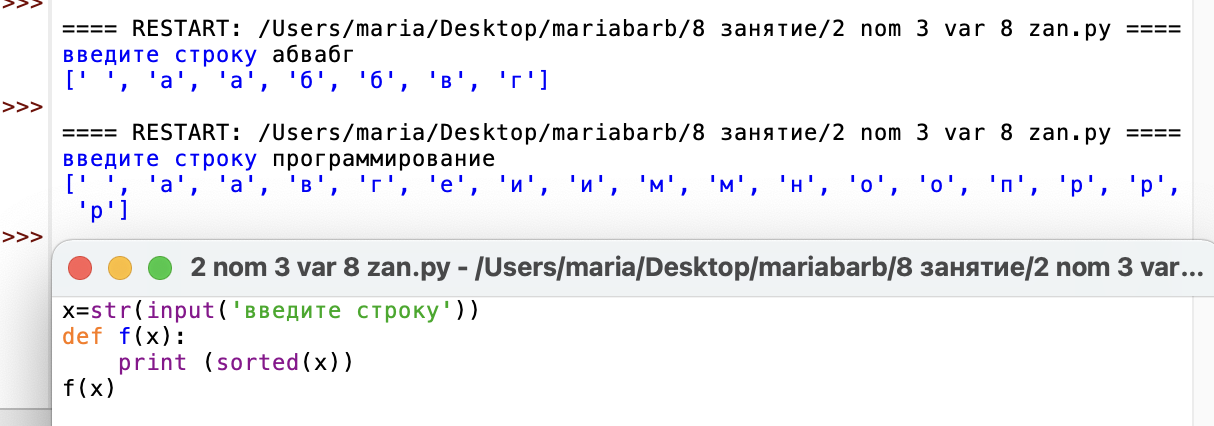 >>>
==== RESTART: /Users/maria/Desktop/mariabarb/8 занятие/2 nom 3 var 8 zan.py ====
введите строку абвабг
[' ', 'а', 'а', 'б', 'б', 'в', 'г']
>>>
==== RESTART: /Users/maria/Desktop/mariabarb/8 занятие/2 nom 3 var 8 zan.py ====
введите строку программирование
[' ', 'а', 'а', 'в', 'г', 'е', 'и', 'и', 'м', 'м', 'н', 'о', 'о', 'п', 'р', 'р',
'р']
>>>
2 nom 3 var 8 zan.py - /Users/maria/Desktop/mariabarb/8 занятие/2 nom 3 var...
x=str(input('введите строку'))
def f(x):
    print (sorted(x))
f(x)